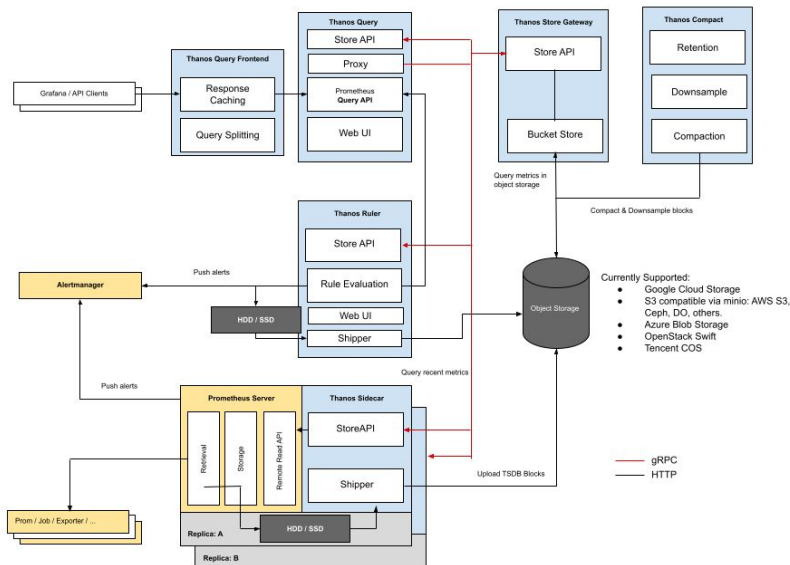 Thanos Query
Store API
Proxy
Prometheus
Query API
Web UI
Thanos Query Frontend
Response
Caching
Query Splitting
Grafana / API Clients
Thanos Store Gateway
Store API
Bucket Store
Thanos Compact
Retention
Downsample
Compaction
Query metrics in
object storage
Compact & Downsample blocks
Thanos Ruler
Store API
Rule Evaluation
Web UI
Shipper
Push alerts
Alertmanager
HDD / SSD
Object Storage
Currently Supported:
● Google Cloud Storage
● S3 compatible via minio: AWS S3,
Ceph, DO, others.
● Azure Blob Storage
● OpenStack Swift
● Tencent COS
Query recent metrics
Push alerts
Prometheus Server
Retrieval
Storage
Remote Read API
Thanos Sidecar
StoreAPI
Shipper
Upload TSDB Blocks
gRPC
HTTP
Prom / Job / Exporter / ...
HDD / SSD
Replica: A
Replica: B